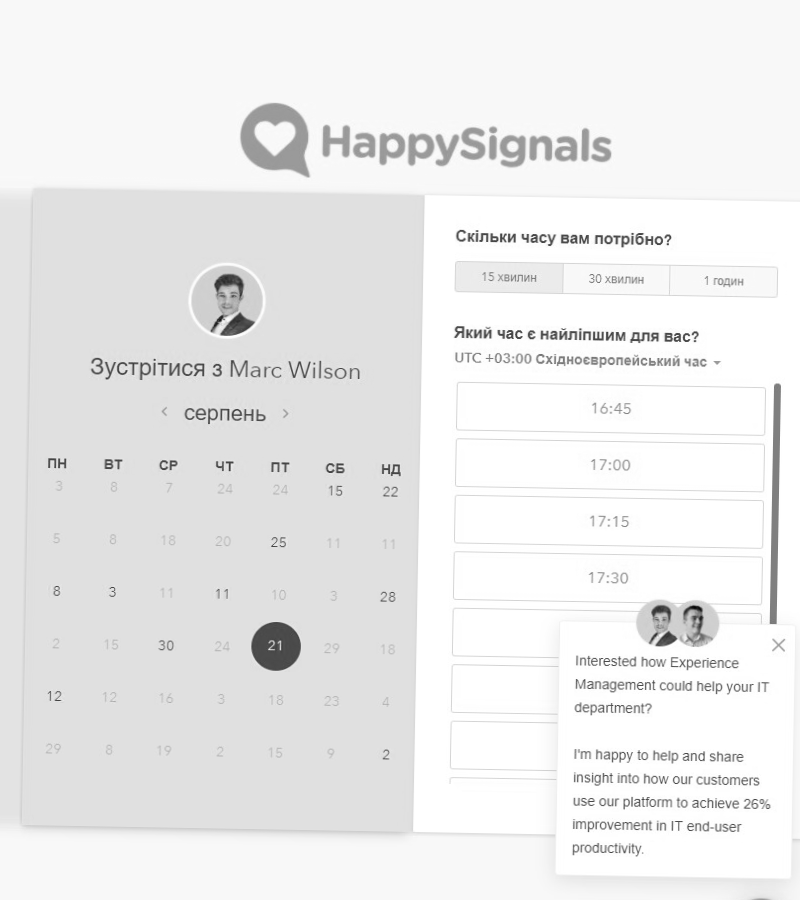 HappySignals
Зустрітися з Marc Wilson
серпень
ПН ВТ СР ЧТ ПТ СБ НД
3 8 7 24 24 15 22
5 8 18 20 25 11 11
8 3 11 11 10 3 28
2 15 30 24 21 29 18
12 12 16 3 18 23 4
29 8 19 2 15 9 2
Скільки часу вам потрібно?
15 хвилин 30 хвилин 1 годин
Який час є найліпшим для вас?
UTC +03:00 Східноєвропейський час
16:45
17:00
17:15
17:30
Interested how Experience
Management could help your IT
department?
I'm happy to help and share
insight into how our customers
use our platform to achieve 26%
improvement in IT end-user
productivity.